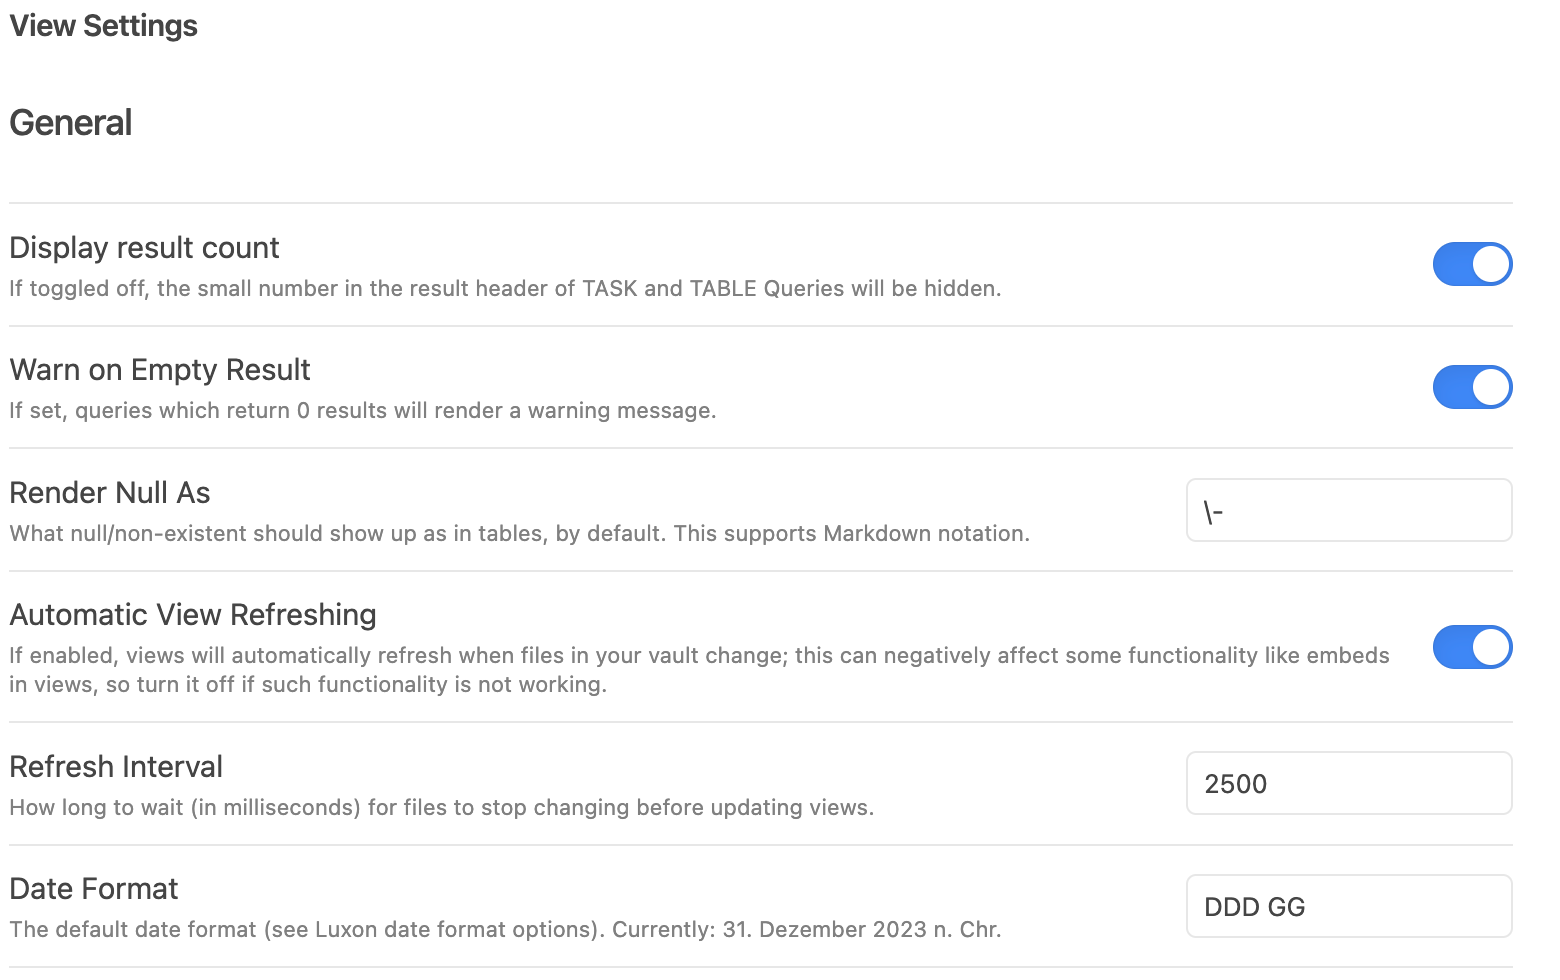 View Settings
General
Display result count
If toggled off, the small number in the result header of TASK and TABLE Queries will be hidden.
Warn on Empty Result
If set, queries which return 0 results will render a warning message.
Render Null As
What null/non-existent should show up as in tables, by default. This supports Markdown notation.
\-
Automatic View Refreshing
If enabled, views will automatically refresh when files in your vault change; this can negatively affect some functionality like embeds
in views, so turn it off if such functionality is not working.
Refresh Interval
How long to wait (in milliseconds) for files to stop changing before updating views.
2500
Date Format
The default date format (see Luxon date format options). Currently: 31. Dezember 2023 n. Chr.
DDD GG